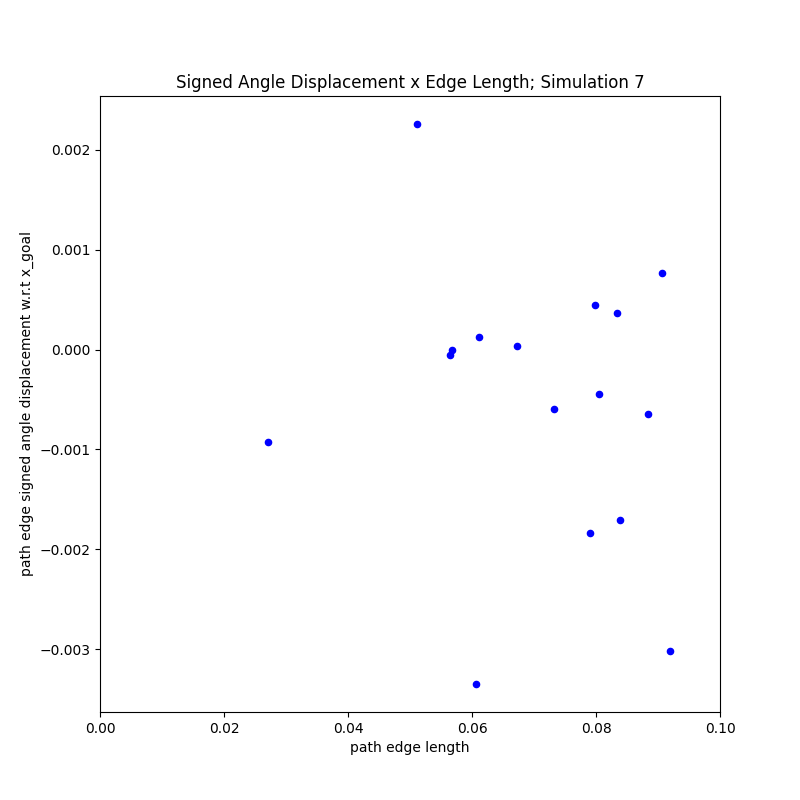 Signed Angle Displacement x Edge Length; Simulation 7
path edge signed angle displacement w.r.t x_goal
0.002
0.001
0.000
−0.001
−0.002
−0.003
0.00 0.02 0.04 0.06 0.08 0.10
path edge length